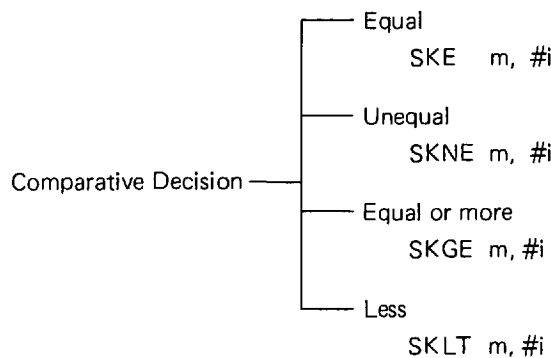 Equal
SKE m, #i
Unequal
SKNE m, #i
Comparative Decision
Equal or more
SKGE m, #i
Less
SKLT m, #i